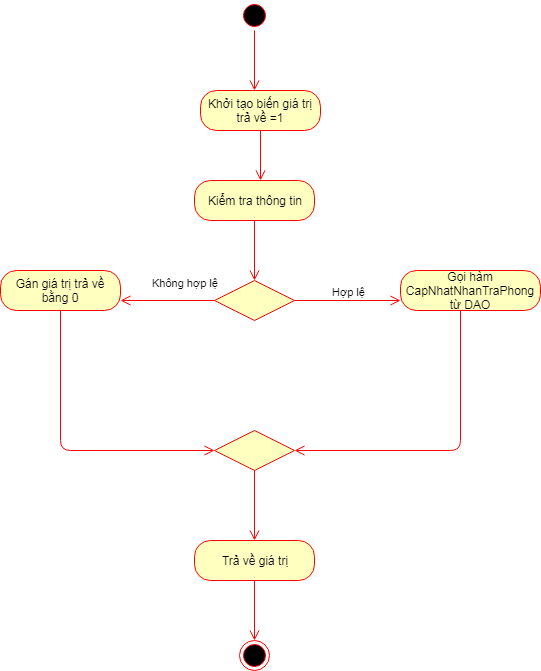 Khởi tạo biến giá trị
trả về =1
Kiểm tra thông tin
Không hợp lệ
Hợp lệ
Gán giá trị trả về
bằng 0
Gọi hàm
CapNhatNhanTraPhong
từ DAO
Trả về giá trị